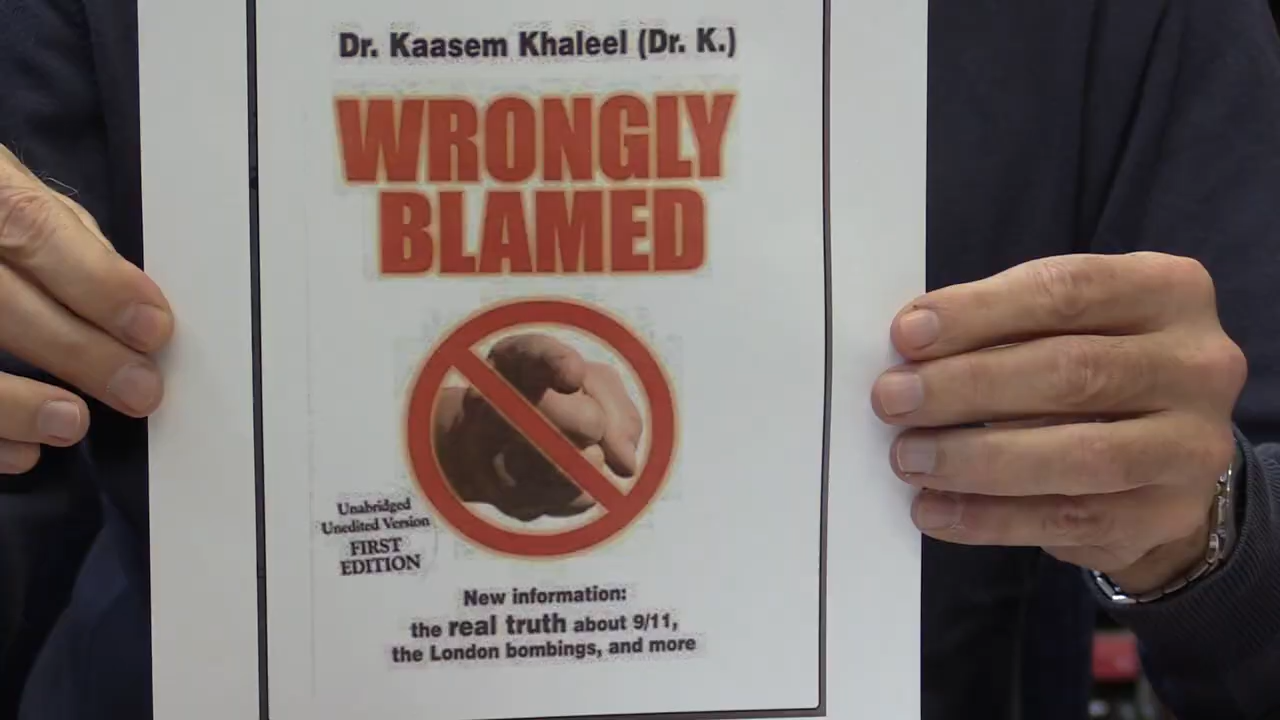 Dr. Kaasem Khaleel (Dr. K.)
WRONGLY
BLAMED
Unabridged
Unedited Version
FIRST
EDITION
New information:
the real truth about 9/11,
the London bombings, and more